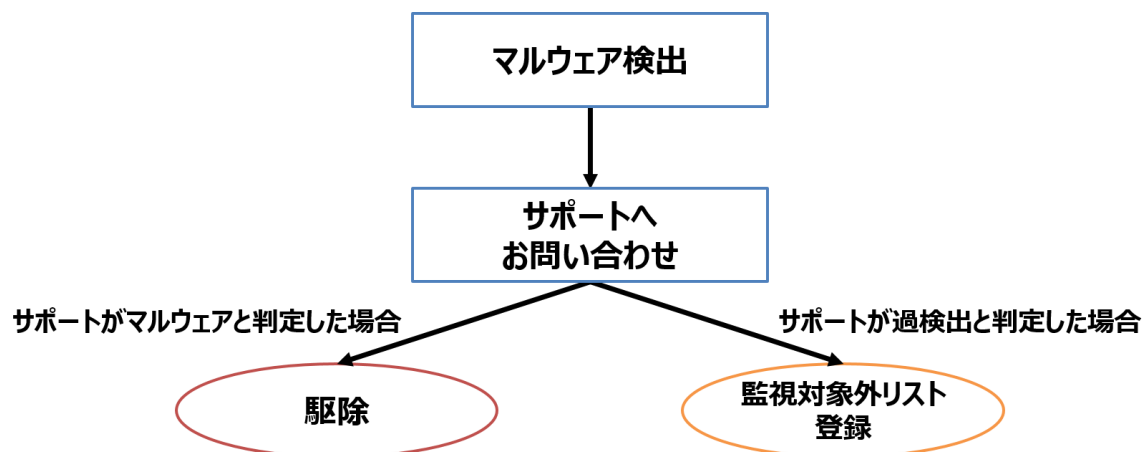 マルウェア検出
サポートへ
お問い合わせ
サポートがマルウェアと判定した場合
サポートが過検出と判定した場合
駆除
監視対象外リスト
登録